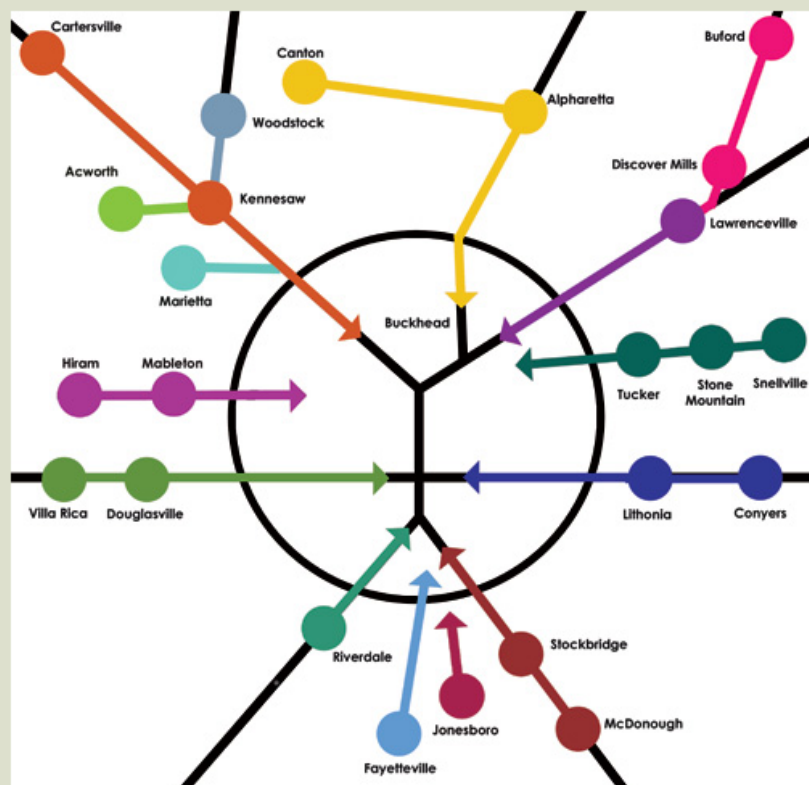 Cartersville
Buford
Canton
Alpharetta
Woodstock
Discover Mills
Acworth
Kennesaw
Lawrenceville
Marietta
Buckhead
Hiram
Mableton
Tucker
Stone
Mountain
Snellville
Villa Rica
Douglasville
Lithonia
Conyers
Riverdale
Stockbridge
Jonesboro
McDonough
Fayetteville